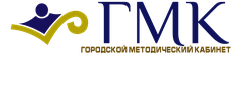 ГМК
ГОРОДСКОЙ МЕТОДИЧЕСКИЙ КАБИНЕТ